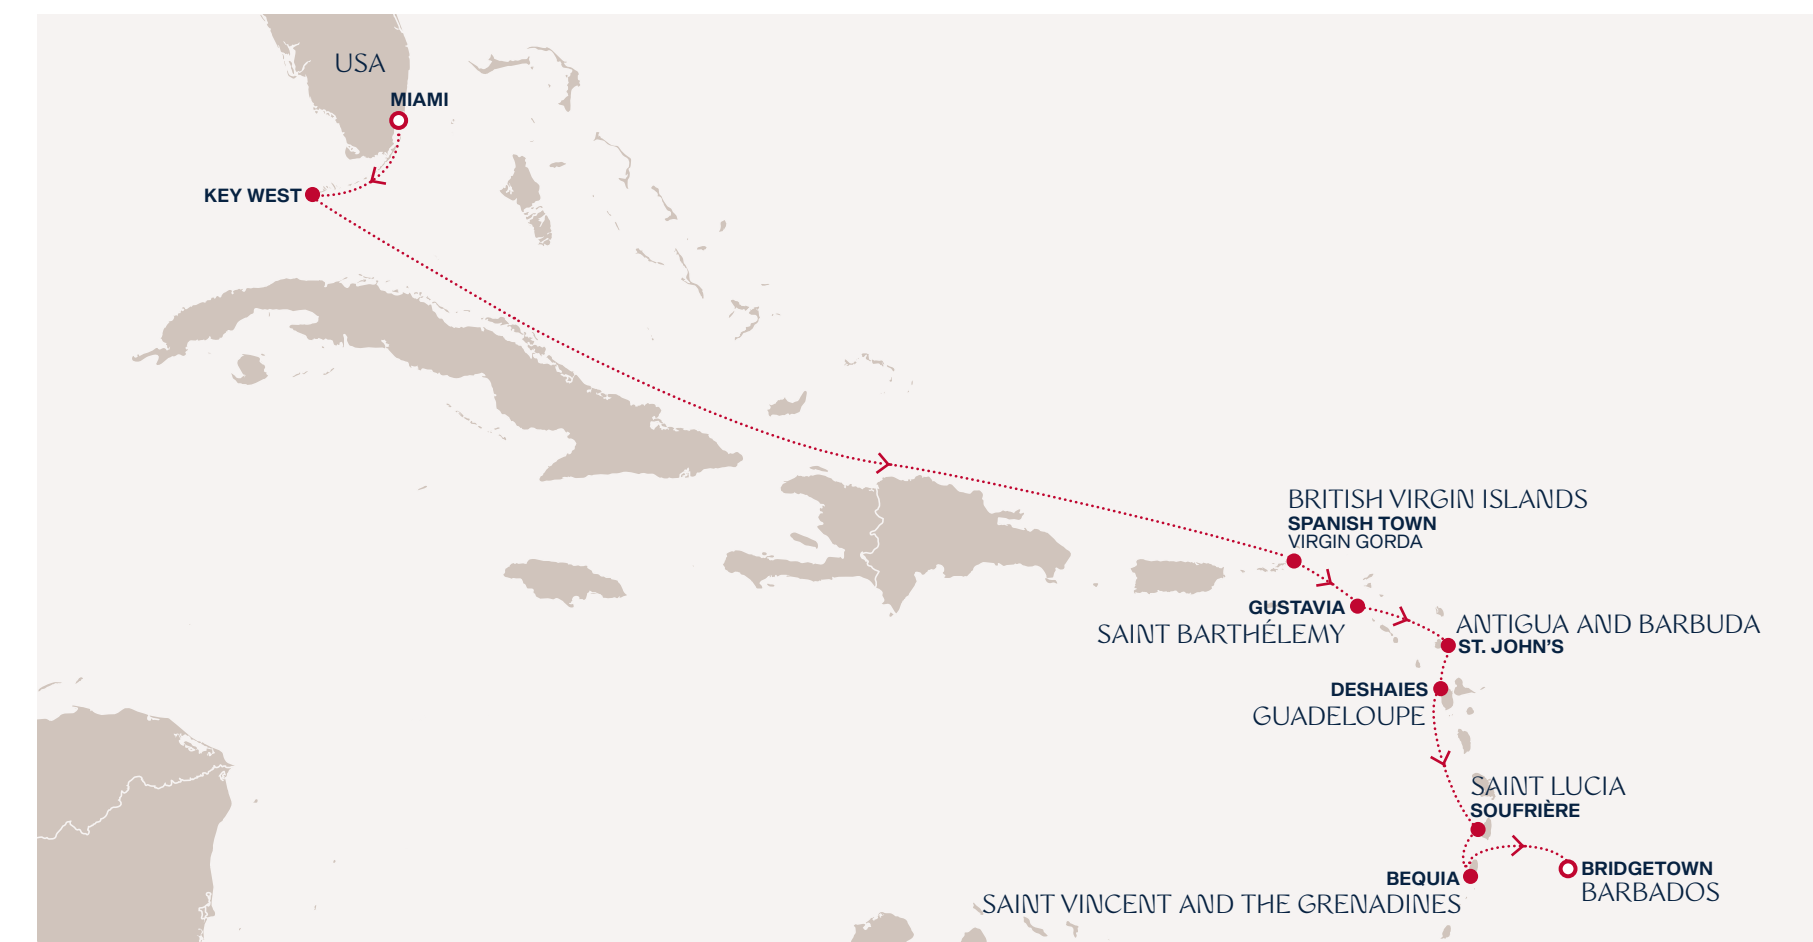 USA
MIAMI
KEY WEST
BRITISH VIRGIN ISLANDS
SPANISH TOWN
VIRGIN GORDA
GUSTAVIA
SAINT BARTHÉLEMY
ANTIGUA AND BARBUDA
ST. JOHN'S
DESHAIES
GUADELOUPE
SAINT LUCIA
SOUFRIÈRE
BEQUIA
SAINT VINCENT AND THE GRENADINES
BRIDGETOWN
BARBADOS